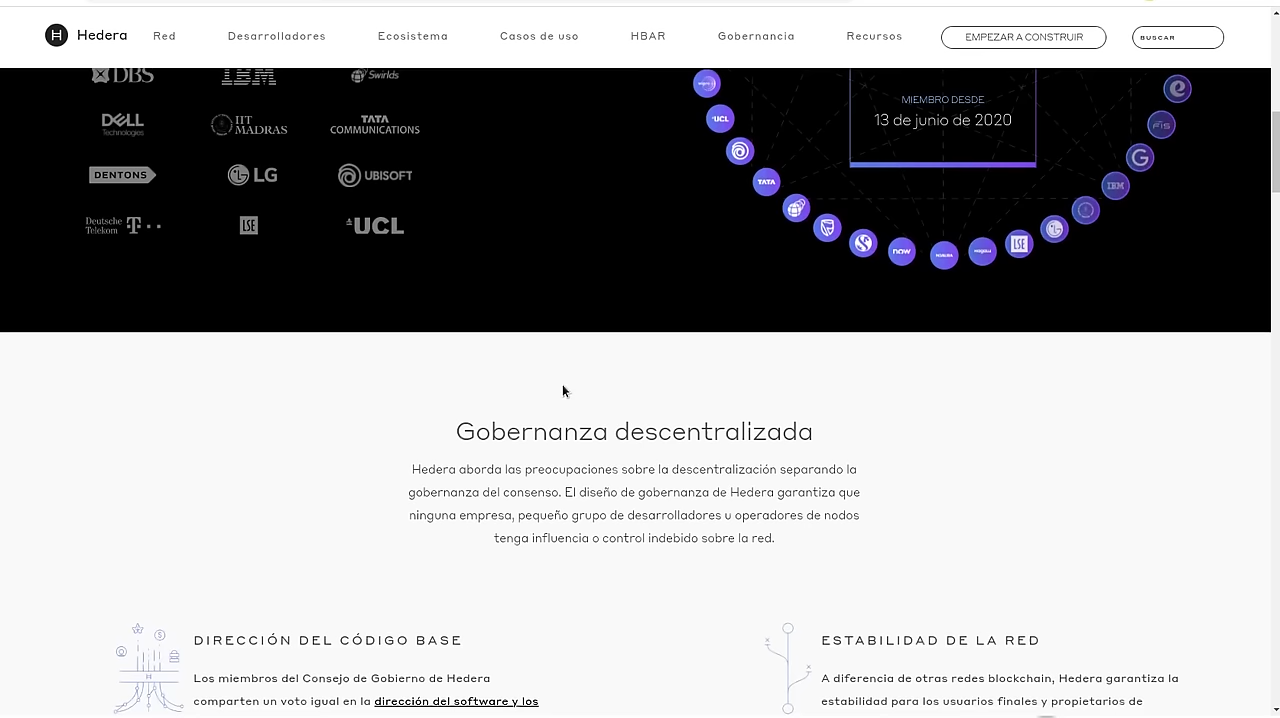 Hedera
Red
Desarrolladores
Ecosistema
Casos de uso
HBAR
Gobernancia
Recursos
EMPEZAR A CONSTRUIR
BUSCAR
DBS
IBM
Swirlds
DELL
Technologies
IIT
MADRAS
TATA
COMMUNICATIONS
DENTONS
LG
UBISOFT
Deutsche
Telekom
T
LSE
UCL
MIEMBRO DESDE
13 de junio de 2020
UCL
TATA
now
LSE
IBM
G
FIS
e
Gobernanza descentralizada
Hedera aborda las preocupaciones sobre la descentralización separando la
gobernanza del consenso. El diseño de gobernanza de Hedera garantiza que
ninguna empresa, pequeño grupo de desarrolladores u operadores de nodos
tenga influencia o control indebido sobre la red.
DIRECCIÓN DEL CÓDIGO BASE
Los miembros del Consejo de Gobierno de Hedera
comparten un voto igual en la dirección del software y los
ESTABILIDAD DE LA RED
A diferencia de otras redes blockchain, Hedera garantiza la
estabilidad para los usuarios finales y propietarios de